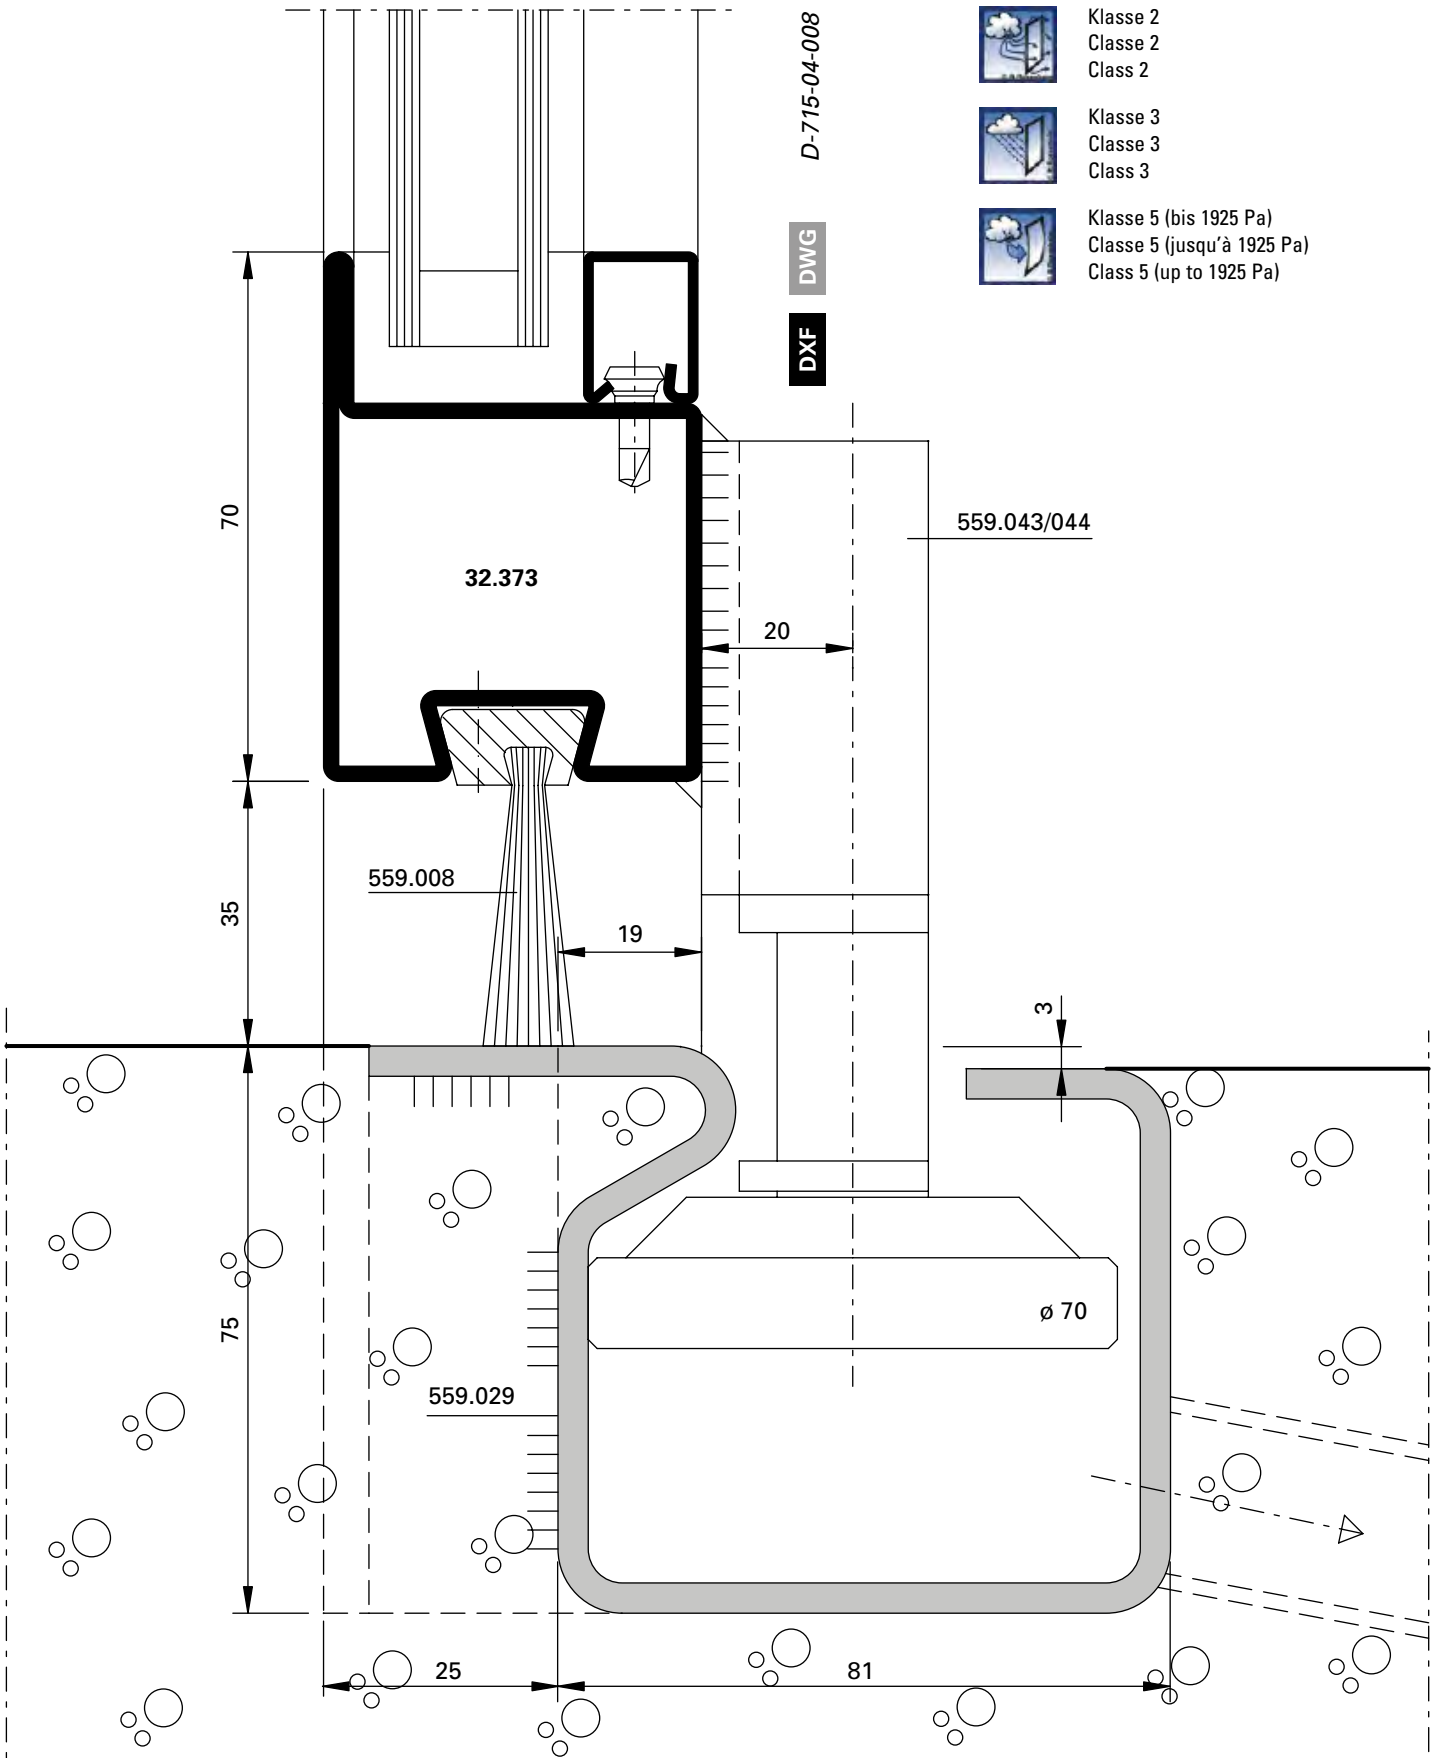 D-715-04-008
DWG
DXF
Klasse 2
Classe 2
Class 2
Klasse 3
Classe 3
Class 3
Klasse 5 (bis 1925 Pa)
Classe 5 (jusqu'à 1925 Pa)
Class 5 (up to 1925 Pa)
70
559.043/044
32.373
20
559.008
35
19
3
75
ø 70
559.029
25
81